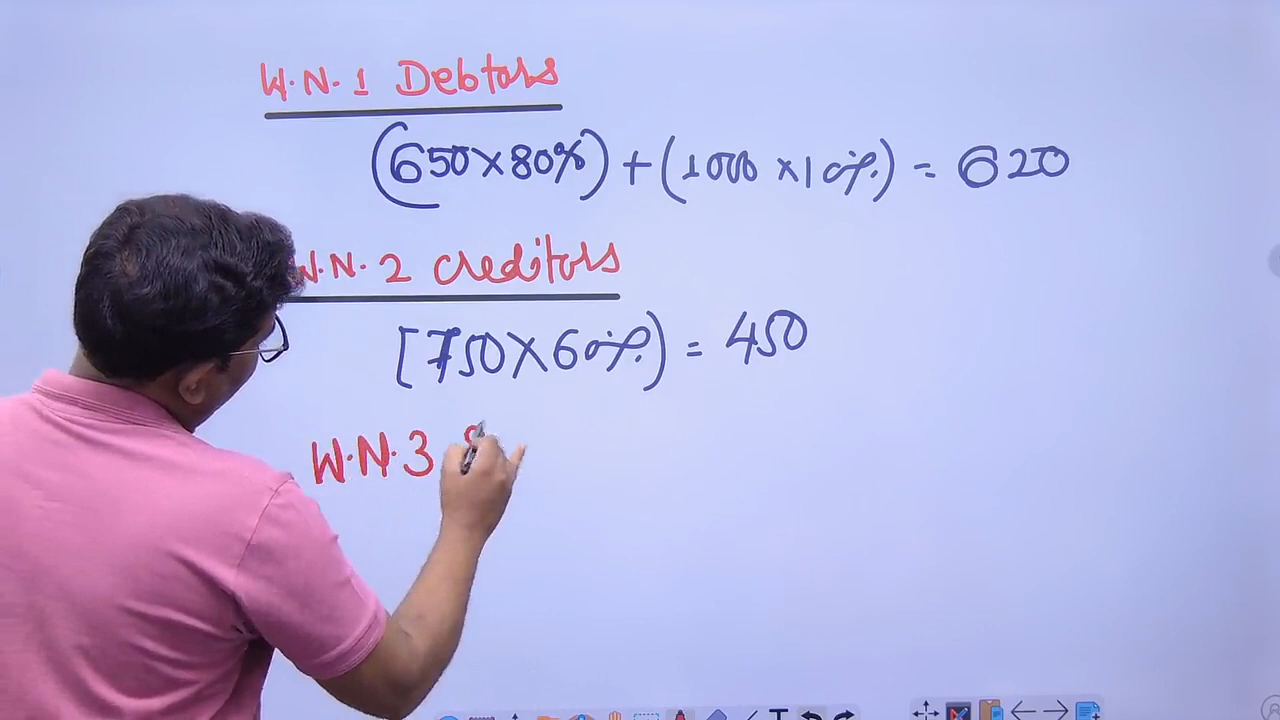 W.N.1 Debtors
(650×80%) + (1000×10%) = 620
W.N.2 Creditors
[750×60%) = 450
W.N.3